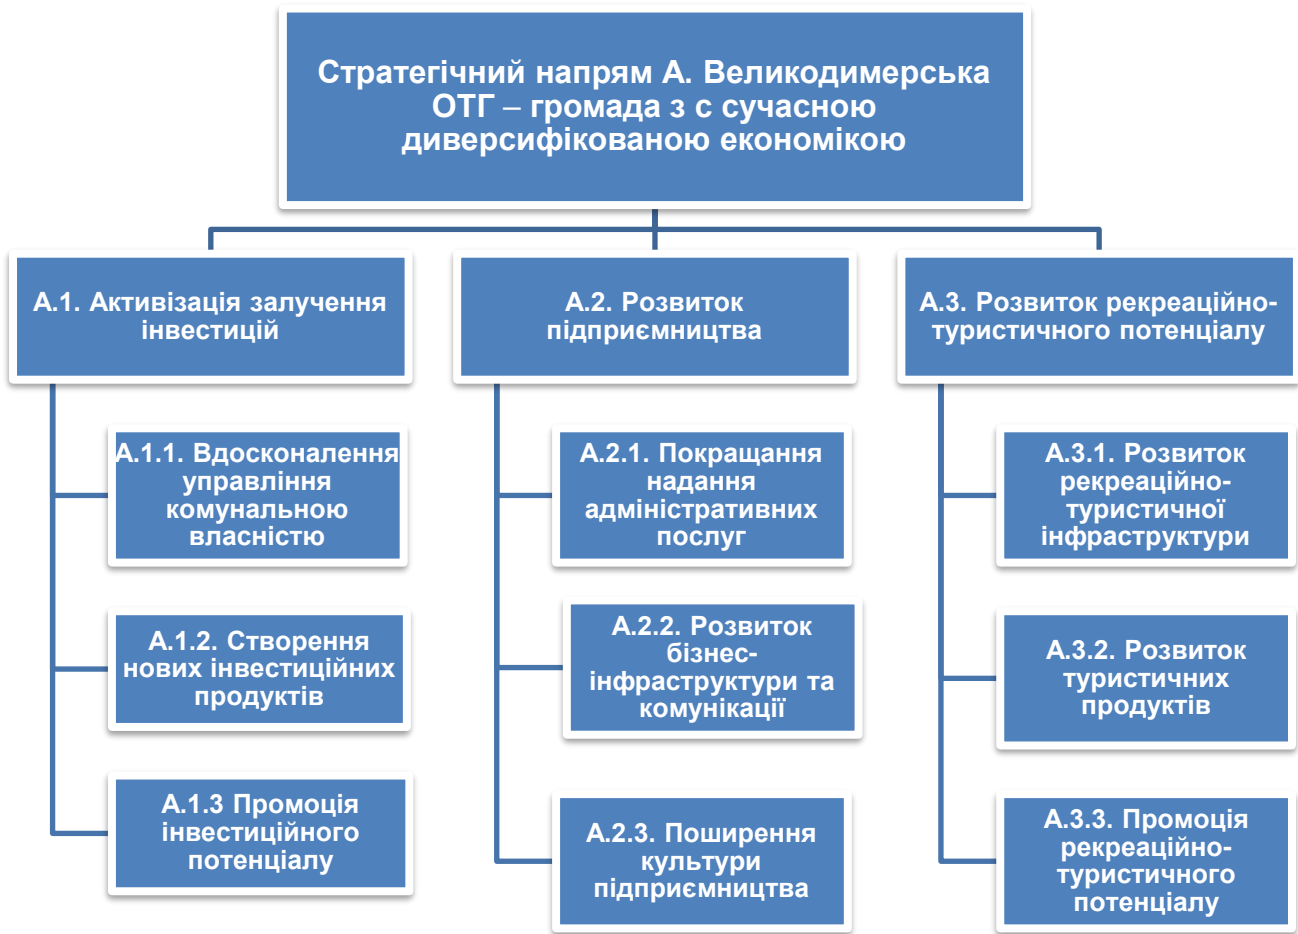 Стратегічний напрям А. Великодимерська
ОТГ – громада з с сучасною
диверсифікованою економікою
А.1. Активізація залучення
інвестицій
А.2. Розвиток
підприємництва
А.3. Розвиток рекреаційно-
туристичного потенціалу
А.1.1. Вдосконалення
управління
комунальною
власністю
А.2.1. Покращання
надання
адміністративних
послуг
А.3.1. Розвиток
рекреаційно-
туристичної
інфраструктури
А.1.2. Створення
нових інвестиційних
продуктів
А.2.2. Розвиток
бізнес-
інфраструктури та
комунікації
А.3.2. Розвиток
туристичних
продуктів
А.1.3 Промоція
інвестиційного
потенціалу
А.2.3. Поширення
культури
підприємництва
А.3.3. Промоція
рекреаційно-
туристичного
потенціалу